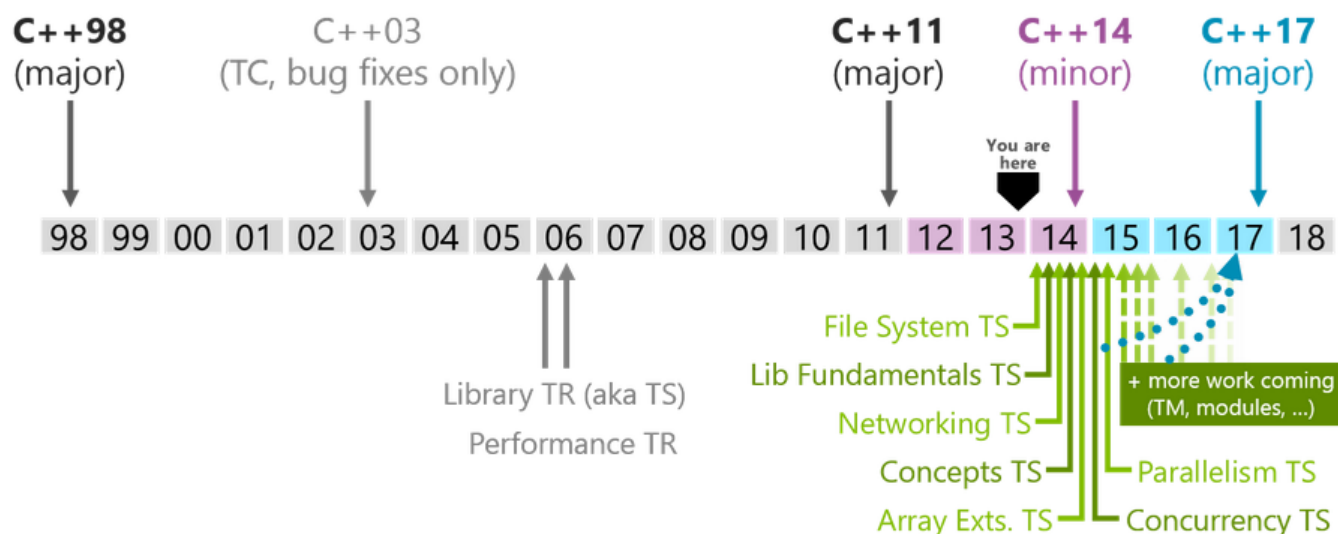 C++98
(major)
C++03
(TC, bug fixes only)
C++11
(major)
C++14
(minor)
C++17
(major)
You are
here
98 99 00 01 02 03 04 05 06 07 08 09 10 11 12 13 14 15 16 17 18
Library TR (aka TS)
Performance TR
File System TS
Lib Fundamentals TS
Networking TS
Concepts TS
Array Exts. TS
+ more work coming
(TM, modules, ...)
Parallelism TS
Concurrency TS